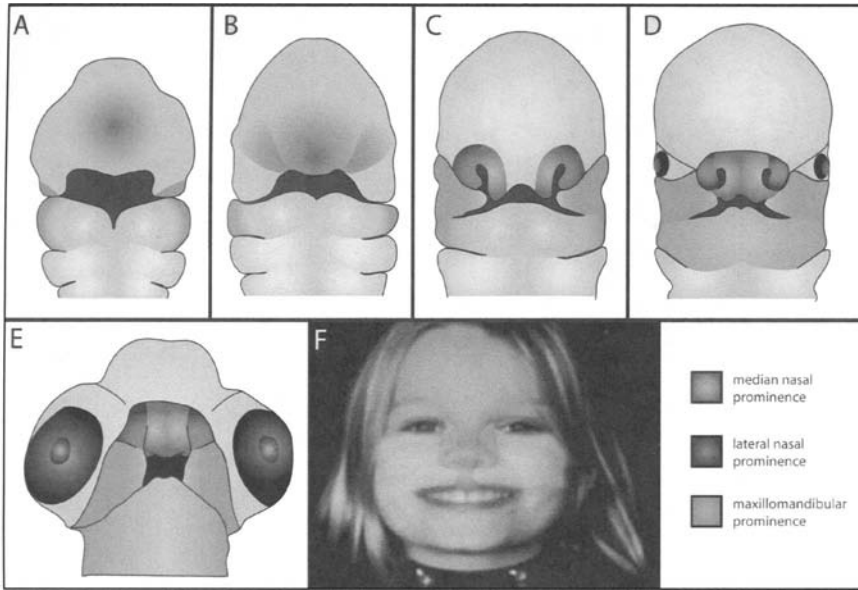 A
B
C
D
E
F
median nasal
prominence
lateral nasal
prominence
maxillomandibular
prominence